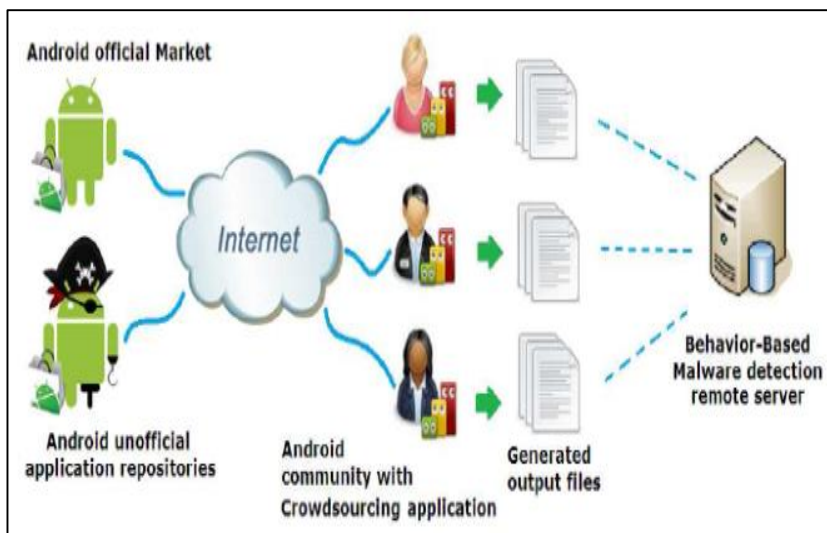 Android official Market
Internet
Android unofficial
application repositories
Android
community with
Crowdsourcing application
Generated
output files
Behavior-Based
Malware detection
remote server